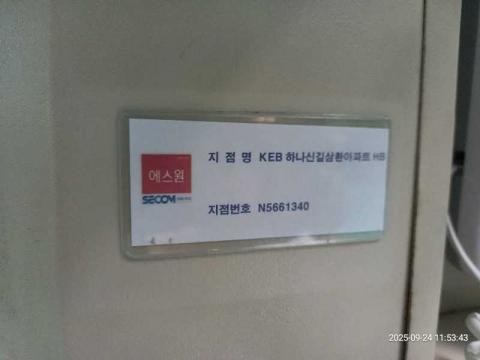 지 점 명 KEB 하나신길삼환아파트 HB
에스원
SECOM
지점번호 N5661340
2025-09-24 11:53:43